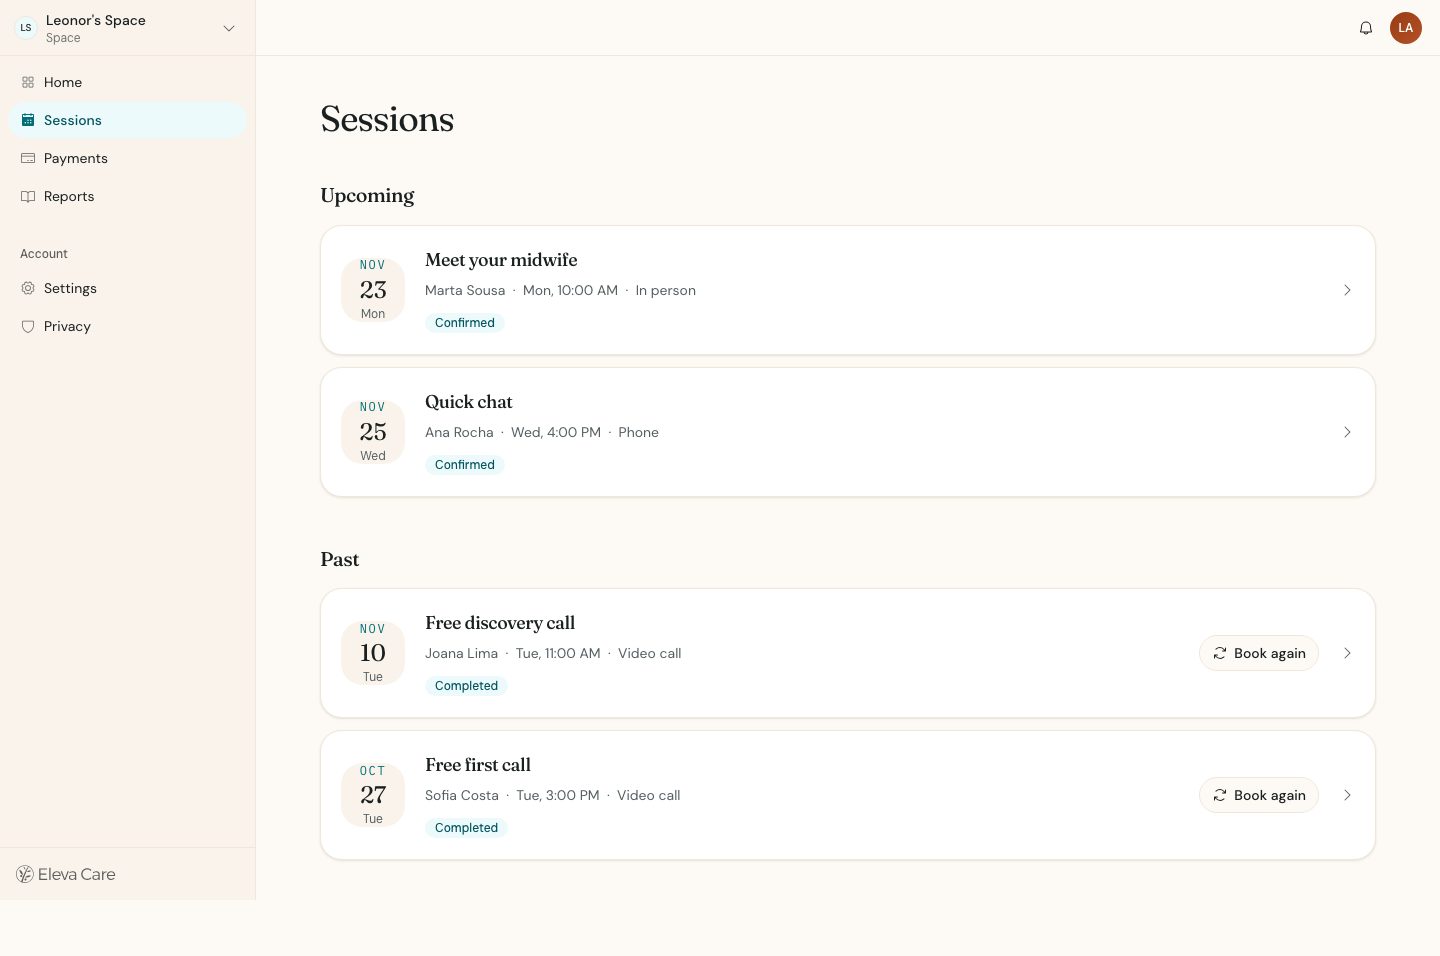 LS
Leonor's Space
Space
LA
Home
Sessions
Payments
Reports
Account
Settings
Privacy
Eleva Care
Sessions
Upcoming
NOV
23
Mon
Meet your midwife
Marta Sousa · Mon, 10:00 AM · In person
Confirmed
NOV
25
Wed
Quick chat
Ana Rocha · Wed, 4:00 PM · Phone
Confirmed
Past
NOV
10
Tue
Free discovery call
Joana Lima · Tue, 11:00 AM · Video call
Completed
Book again
OCT
27
Tue
Free first call
Sofia Costa · Tue, 3:00 PM · Video call
Completed
Book again